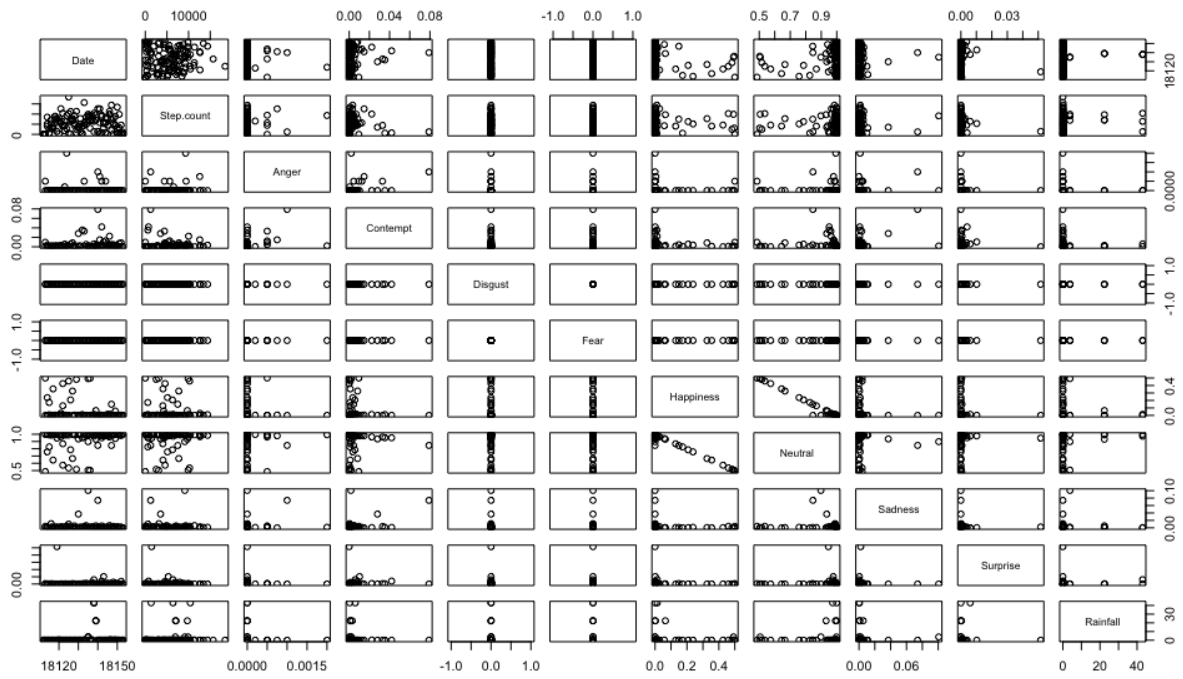 0 10000 0.00 0.04 0.08 -1.0 0.0 1.0 0.5 0.7 0.9 0.00 0.03
Date 18120
0 Step.count
Anger 0.0000
0.00 0.08 Contempt
Disgust -1.0 1.0
-1.0 1.0 Fear
Happiness 0.0 0.4
0.5 1.0 Neutral
Sadness 0.00 0.10
0.00 Surprise
Rainfall 0 30
18120 18150 0.0000 0.0015 -1.0 0.0 1.0 0.0 0.2 0.4 0.00 0.06 0 20 40